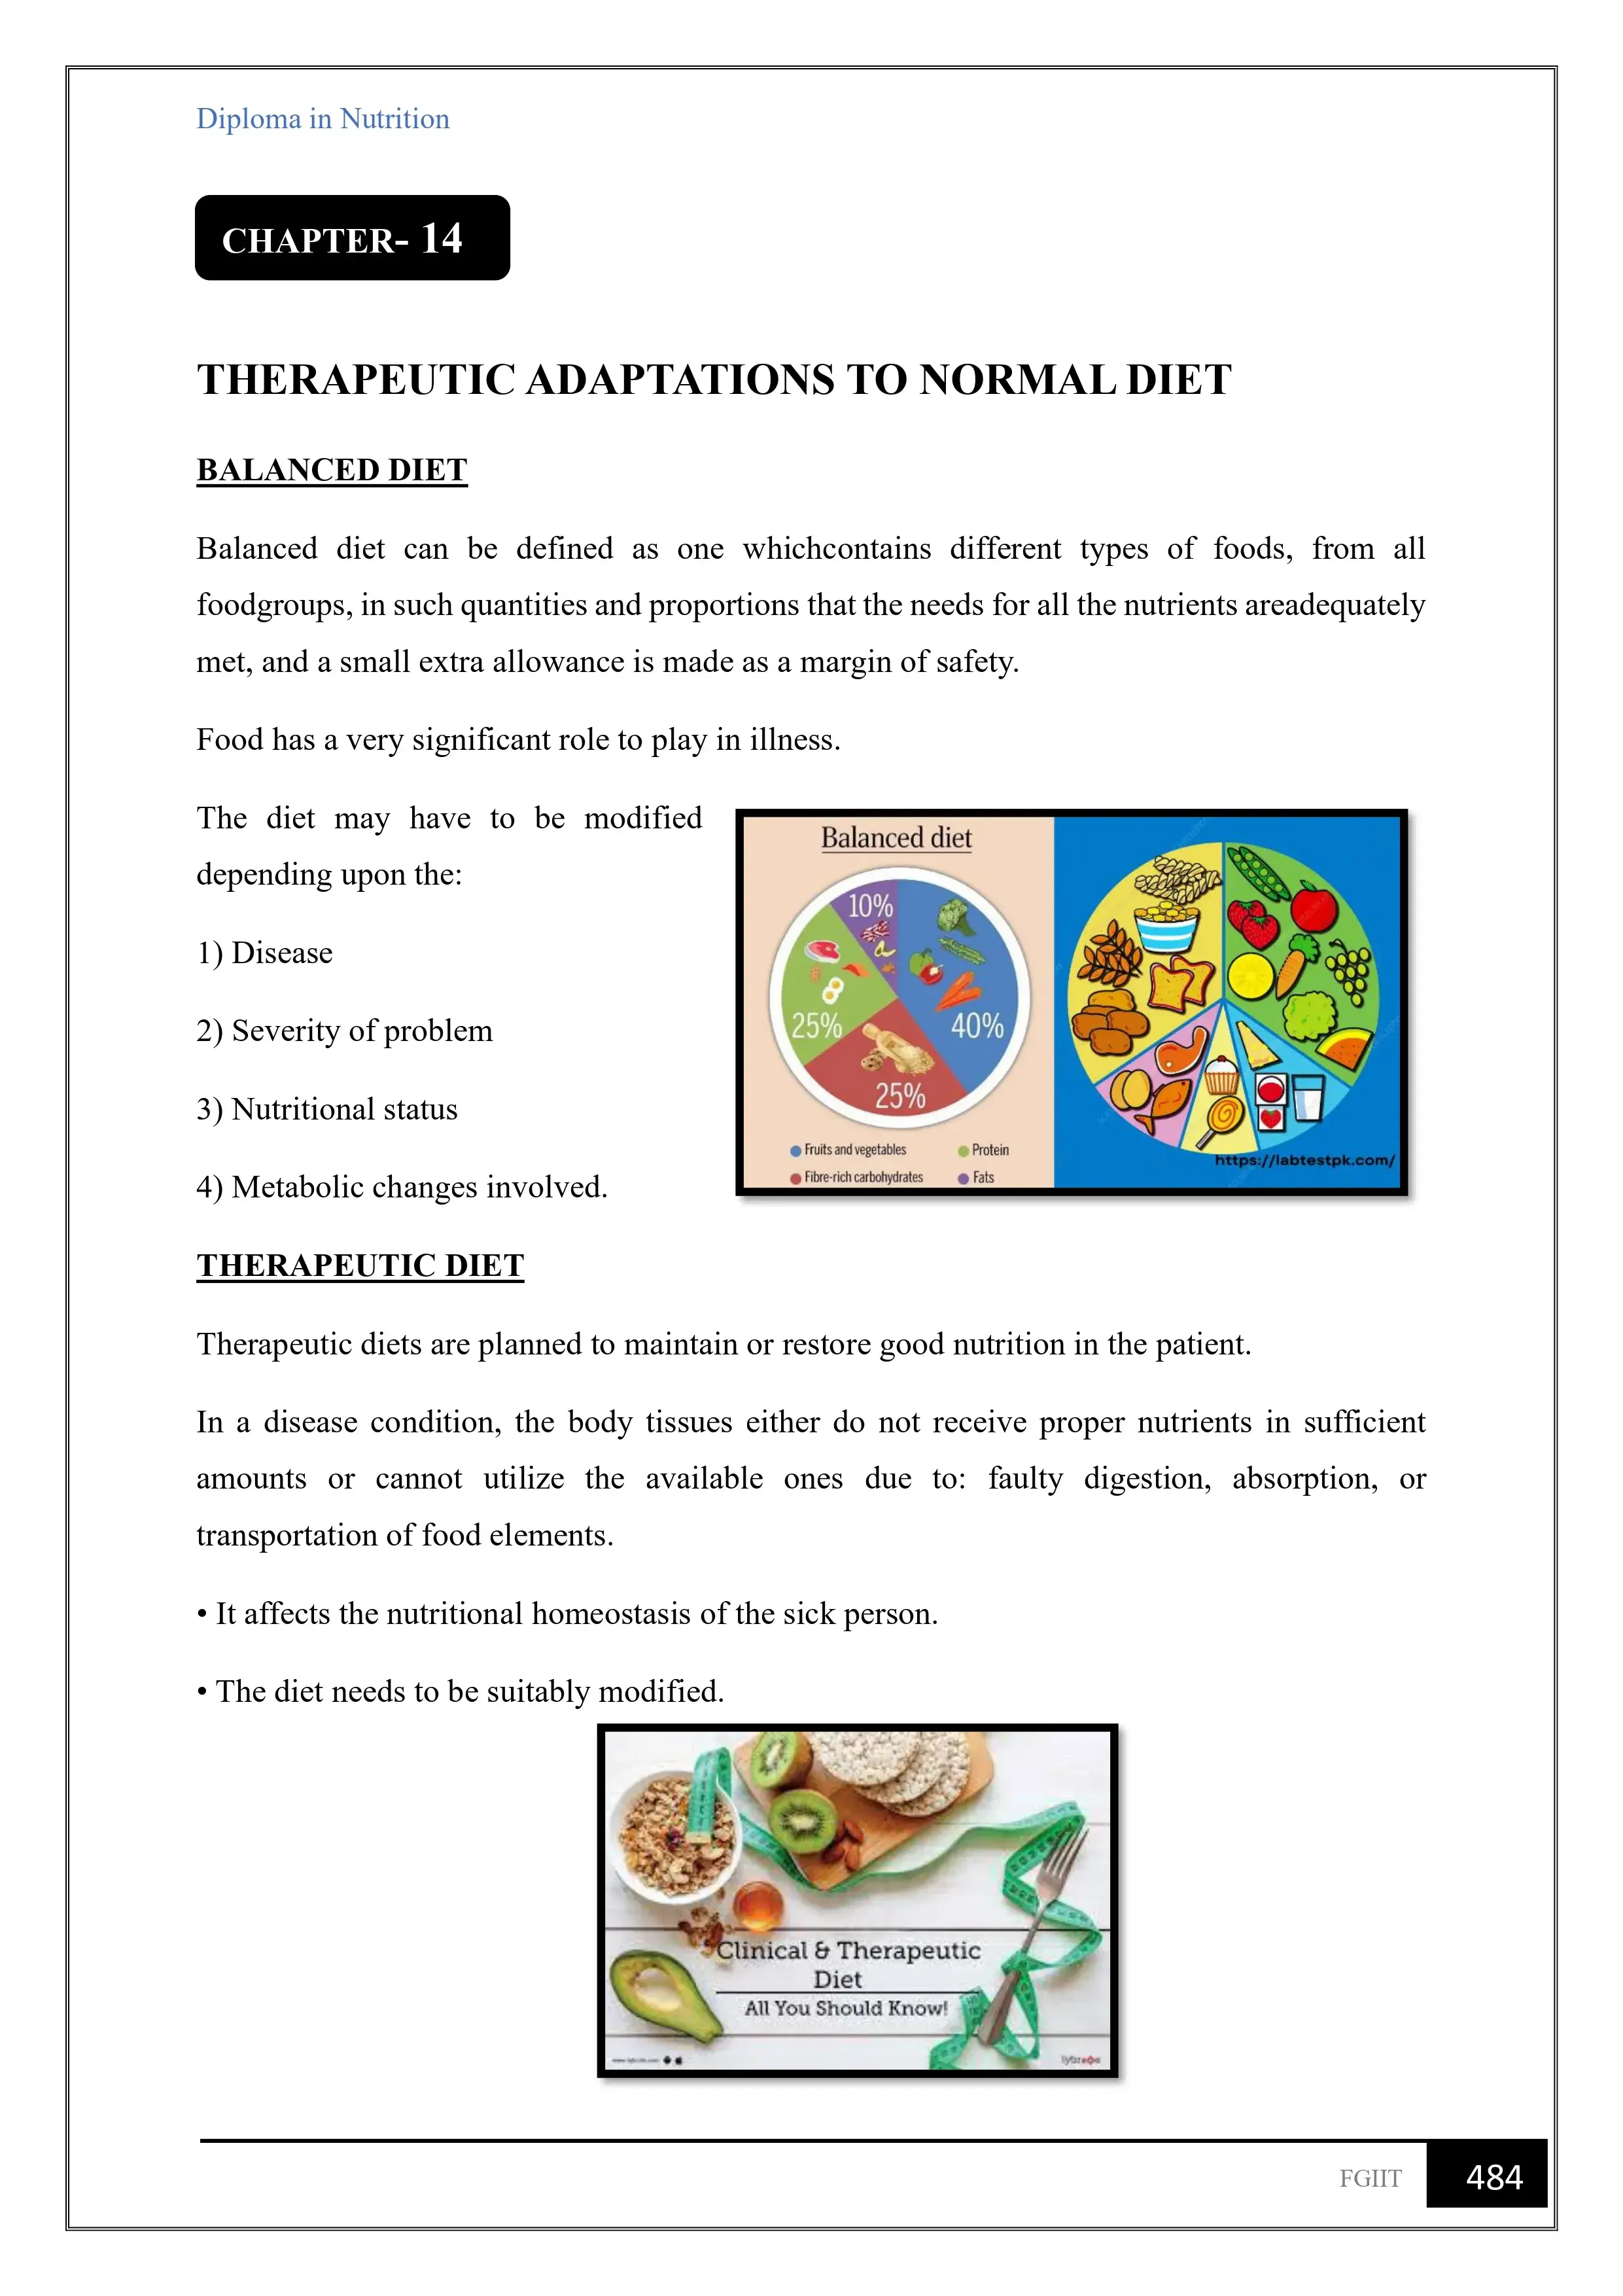 Diploma in Nutrition
CHAPTER- 14
THERAPEUTIC ADAPTATIONS TO NORMAL DIET
BALANCED DIET
Balanced diet can be defined as one whichcontains different types of foods, from all
foodgroups, in such quantities and proportions that the needs for all the nutrients areadequately
met, and a small extra allowance is made as a margin of safety.
Food has a very significant role to play in illness.
The diet may have to be modified
depending upon the:
1) Disease
2) Severity of problem
3) Nutritional status
4) Metabolic changes involved.
Balanced diet
10%
25%
40%
25%
Fruits and vegetables
Protein
Fibre-rich carbohydrates
Fats
https://labtestpk.com/
THERAPEUTIC DIET
Therapeutic diets are planned to maintain or restore good nutrition in the patient.
In a disease condition, the body tissues either do not receive proper nutrients in sufficient
amounts or cannot utilize the available ones due to: faulty digestion, absorption, or
transportation of food elements.
• It affects the nutritional homeostasis of the sick person.
• The diet needs to be suitably modified.
Clinical & Therapeutic
Diet
All You Should Know!
FGIIT
484